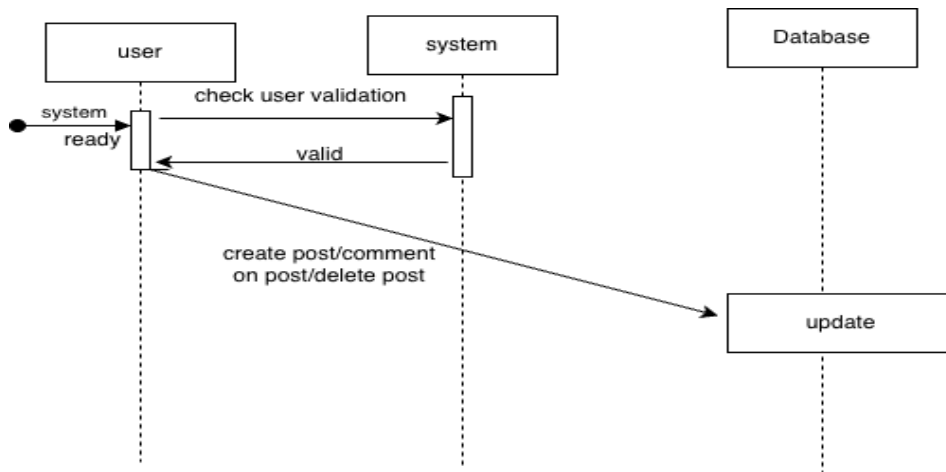 user
system
Database
check user validation
system
ready
valid
create post/comment
on post/delete post
update